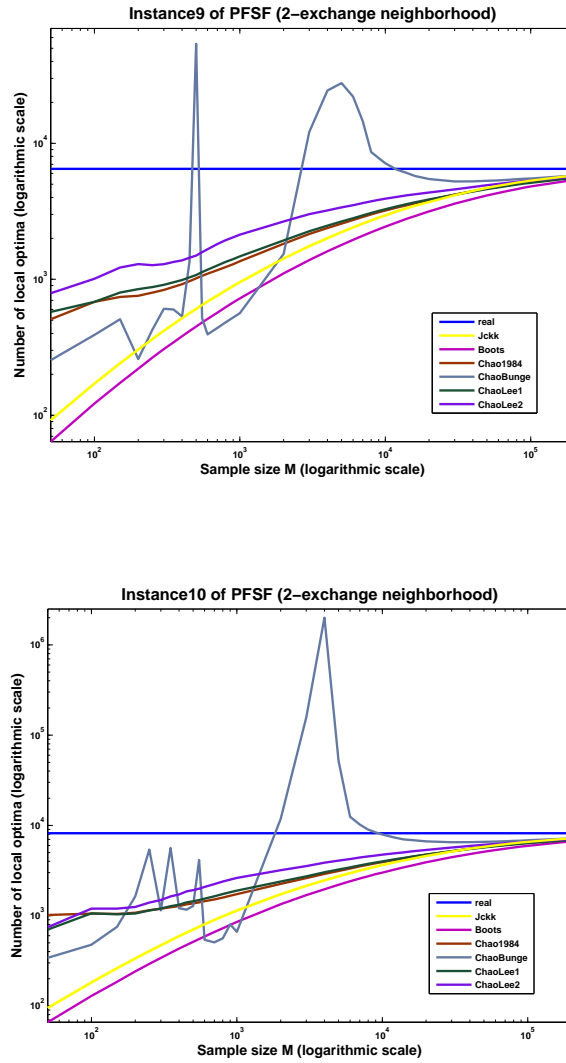 Instance9 of PFSF (2−exchange neighborhood)
Number of local optima (logarithmic scale)
10^4
10^3
10^2
real
Jckk
Boots
Chao1984
ChaoBunge
ChaoLee1
ChaoLee2
10^2 10^3 10^4 10^5
Sample size M (logarithmic scale)
Instance10 of PFSF (2−exchange neighborhood)
Number of local optima (logarithmic scale)
10^6
10^5
10^4
10^3
10^2
real
Jckk
Boots
Chao1984
ChaoBunge
ChaoLee1
ChaoLee2
10^2 10^3 10^4 10^5
Sample size M (logarithmic scale)